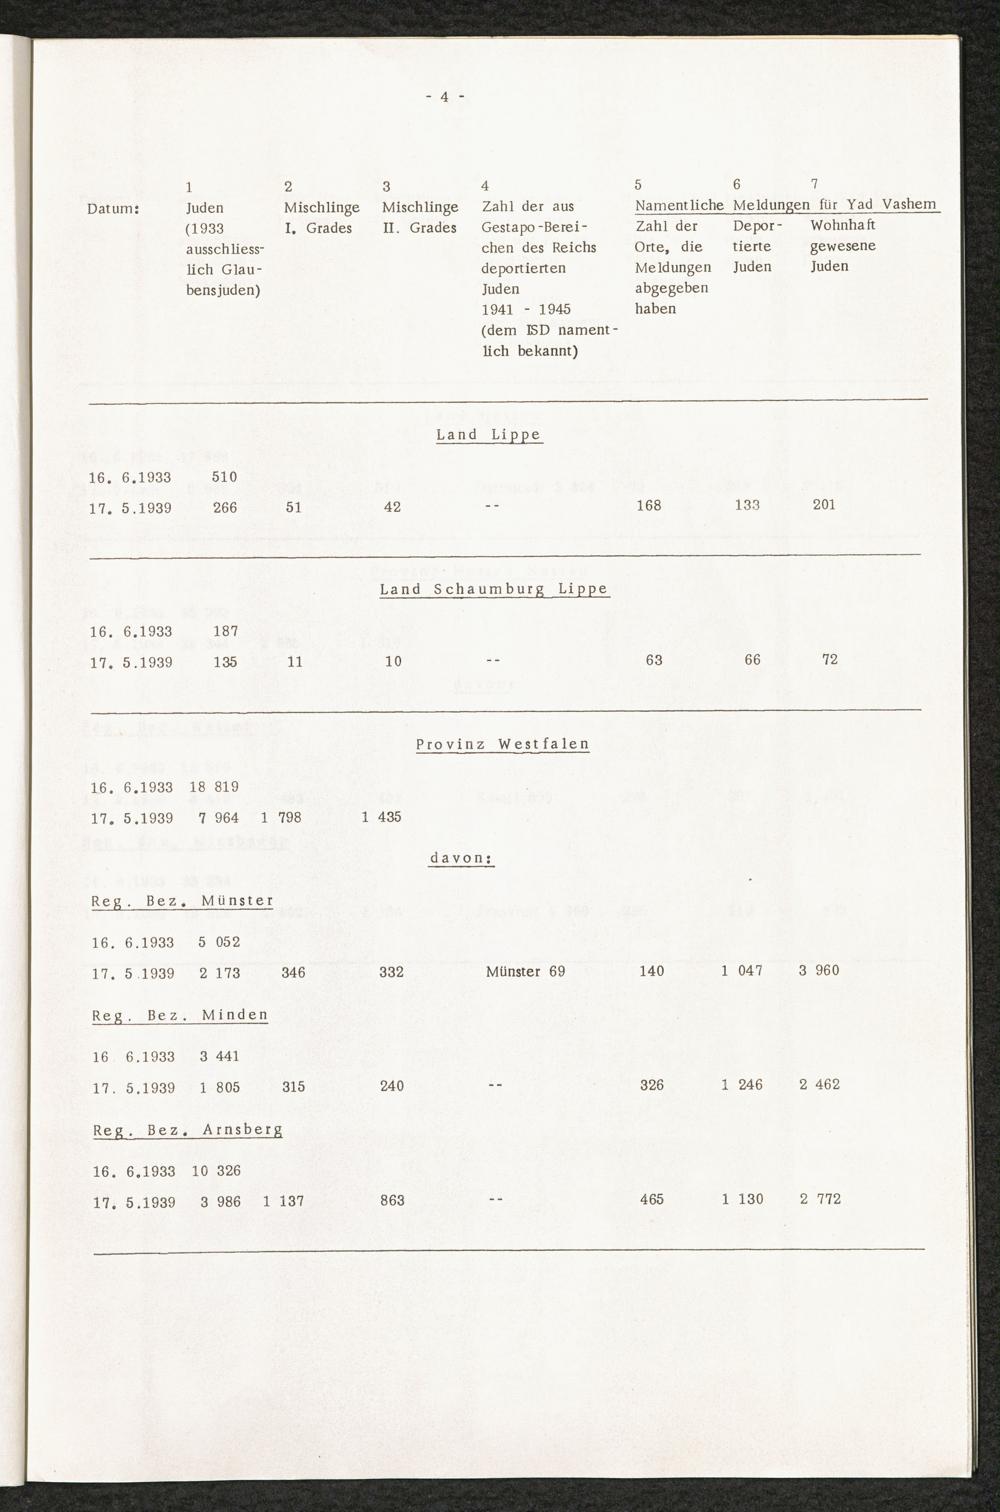 - 4 -
1 2 3 4 5 6 7
Datum: Juden Mischlinge Mischlinge Zahl der aus Namentliche Meldungen für Yad Vashem
(1933 I. Grades II. Grades Gestapo-Berei- Zahl der Depor- Wohnhaft
ausschliess- chen des Reichs Orte, die tierte gewesene
lich Glau- deportierten Meldungen Juden Juden
bensjuden) Juden abgegeben
1941 - 1945 haben
(dem ISD nament-
lich bekannt)
Land Lippe
16. 6.1933 510
17. 5.1939 266 51 42 -- 168 133 201
Land Schaumburg Lippe
16. 6.1933 187
17. 5.1939 135 11 10 -- 63 66 72
Provinz Westfalen
16. 6.1933 18 819
17. 5.1939 7 964 1 798 1 435
davon:
Reg. Bez. Münster
16. 6.1933 5 052
17. 5 1939 2 173 346 332 Münster 69 140 1 047 3 960
Reg. Bez. Minden
16 6.1933 3 441
17. 5.1939 1 805 315 240 -- 326 1 246 2 462
Reg. Bez. Arnsberg
16. 6.1933 10 326
17. 5.1939 3 986 1 137 863 -- 465 1 130 2 772